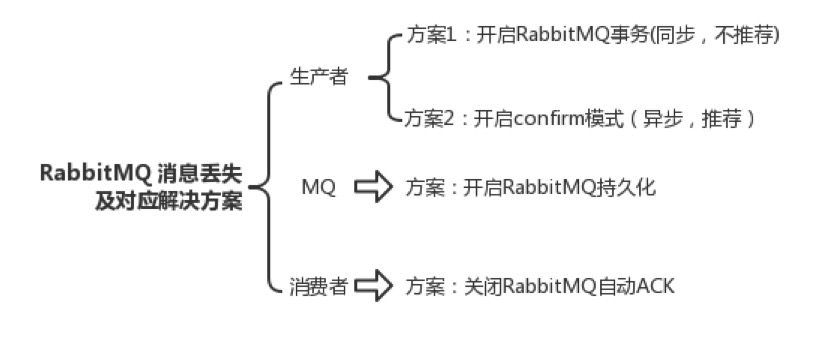 方案1：开启RabbitMQ事务(同步，不推荐)
生产者
方案2：开启confirm模式（异步，推荐）
RabbitMQ 消息丢失
及对应解决方案
MQ
方案：开启RabbitMQ持久化
消费者
方案：关闭RabbitMQ自动ACK